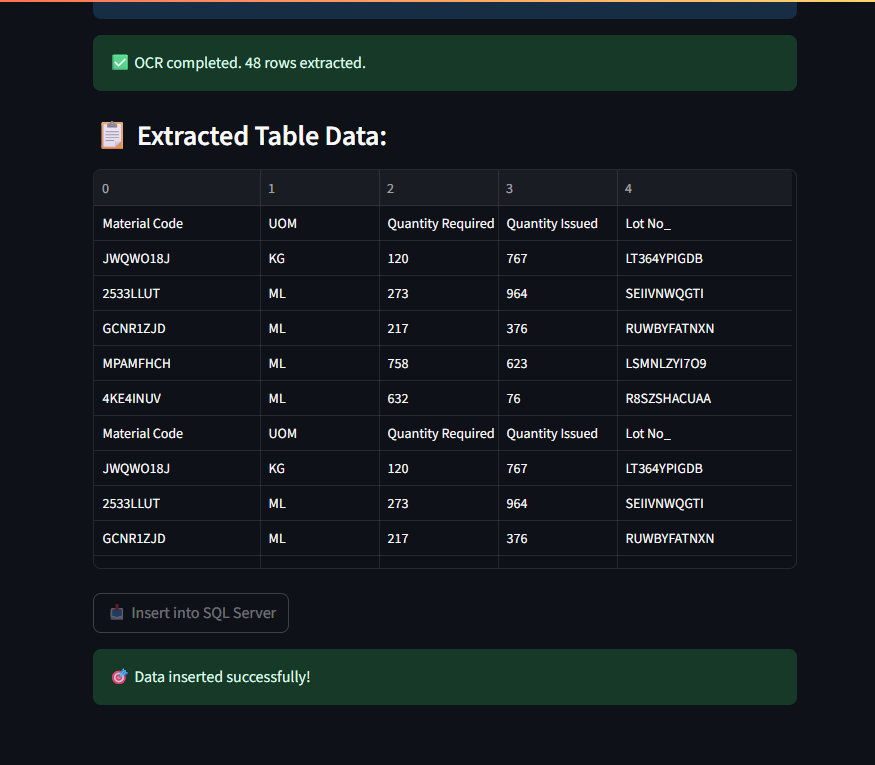 ✅ OCR completed. 48 rows extracted.
📋 Extracted Table Data:
0 1 2 3 4
Material Code UOM Quantity Required Quantity Issued Lot No_
JWQWO18J KG 120 767 LT364YPIGDB
2533LLUT ML 273 964 SEIIVNWQGTI
GCNR1ZJD ML 217 376 RUWBYFATNXN
MPAMFHCH ML 758 623 LSMNLZYI7O9
4KE4INUV ML 632 76 R8SZSHACUAA
Material Code UOM Quantity Required Quantity Issued Lot No_
JWQWO18J KG 120 767 LT364YPIGDB
2533LLUT ML 273 964 SEIIVNWQGTI
GCNR1ZJD ML 217 376 RUWBYFATNXN
📥 Insert into SQL Server
🎯 Data inserted successfully!